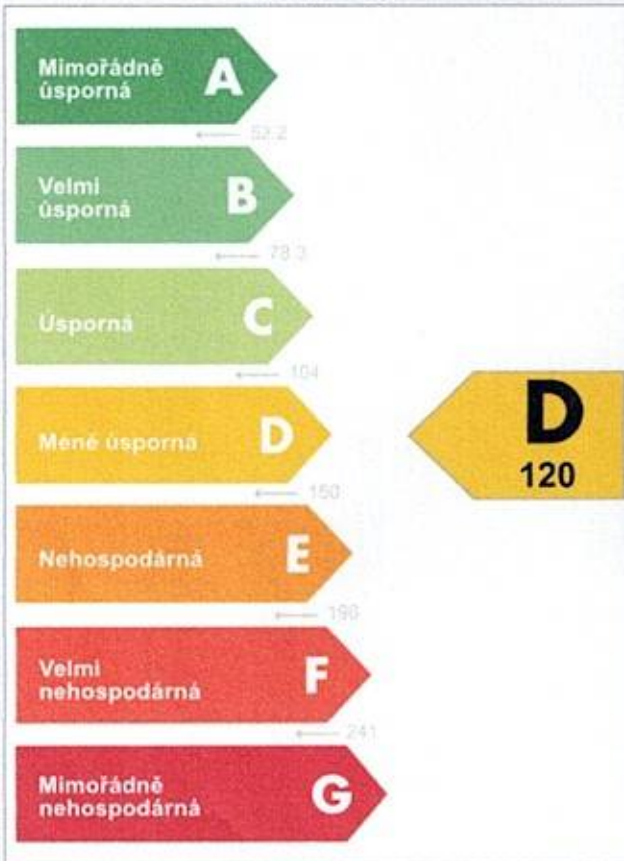 Mimořádně
úsporná
A
52.2
Velmi
úsporná
B
78.3
Úsporná
C
104
Méně úsporná
D
150
D
120
Nehospodárná
E
196
Velmi
nehospodárná
F
241
Mimořádně
nehospodárná
G